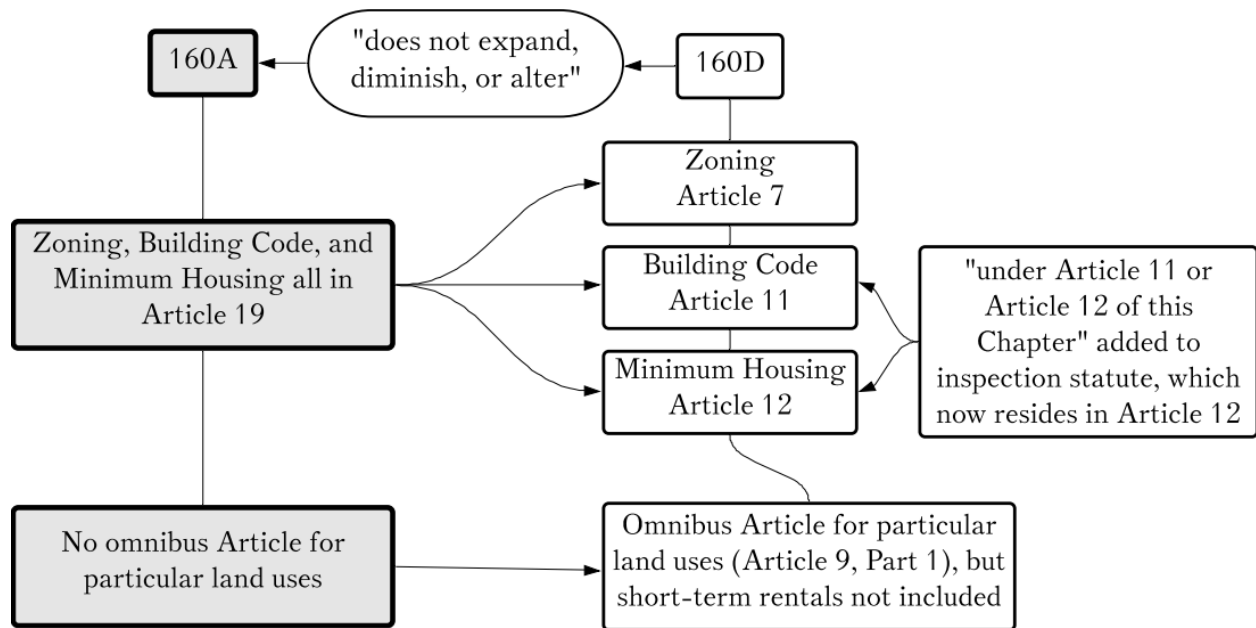 160A
"does not expand,
diminish, or alter"
160D
Zoning
Article 7
Zoning, Building Code, and
Minimum Housing all in
Article 19
Building Code
Article 11
Minimum Housing
Article 12
"under Article 11 or
Article 12 of this
Chapter" added to
inspection statute, which
now resides in Article 12
No omnibus Article for
particular land uses
Omnibus Article for particular
land uses (Article 9, Part 1), but
short-term rentals not included